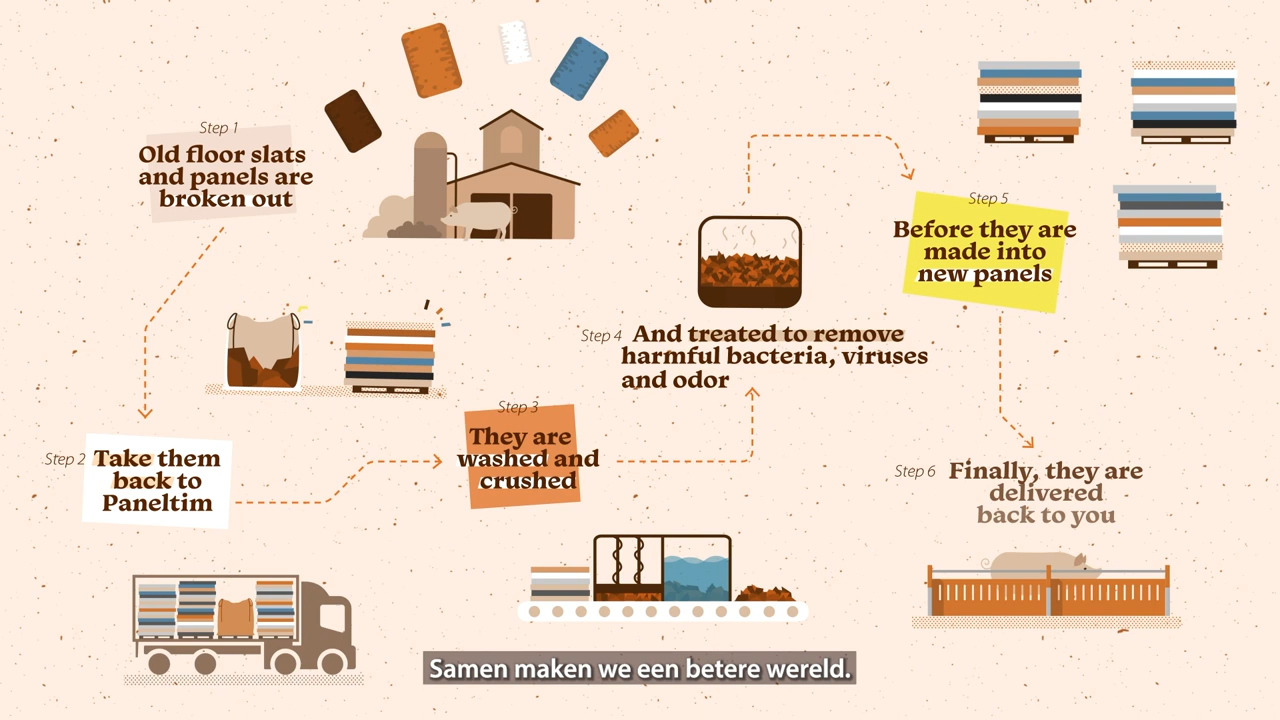 Step 1
Old floor slats
and panels are
broken out
Step 2
Take them
back to
Paneltim
Step 3
They are
washed and
crushed
Step 4
And treated to remove
harmful bacteria, viruses
and odor
Step 5
Before they are
made into
new panels
Step 6
Finally, they are
delivered
back to you
Samen maken we een betere wereld.